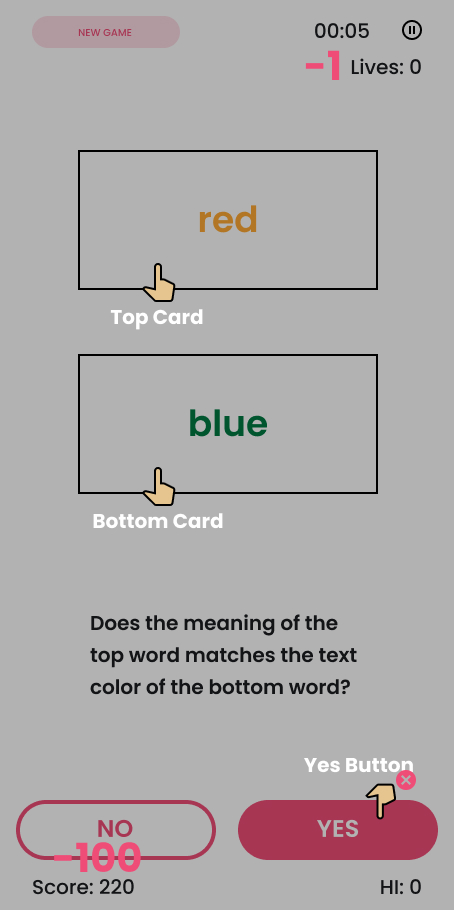 NEW GAME
00:05
-1 Lives: 0
red
Top Card
blue
Bottom Card
Does the meaning of the
top word matches the text
color of the bottom word?
Yes Button
NO
YES
-100
Score: 220
HI: 0